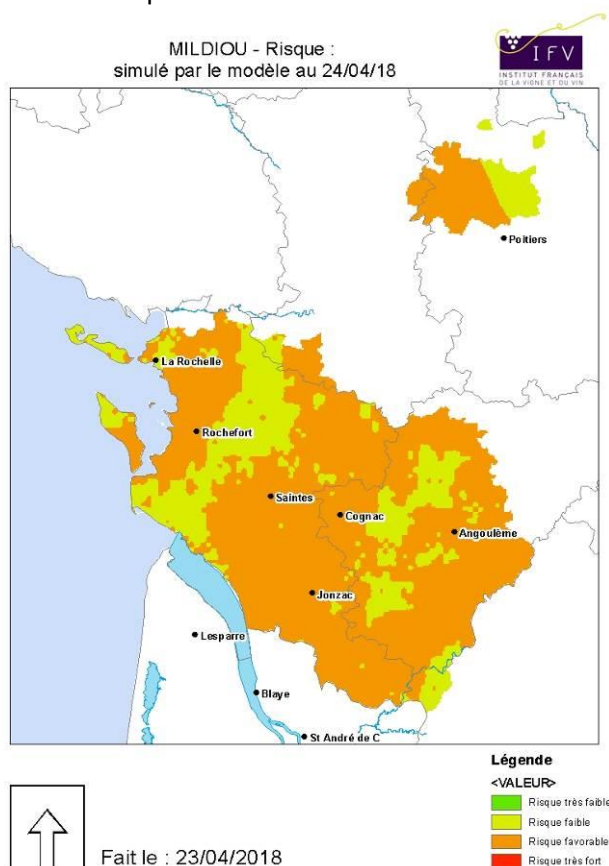 MILDIOU - Risque :
simulé par le modèle au 24/04/18
IFV
INSTITUT FRANÇAIS
DE LA VIGNE ET DU VIN
Poitiers
La Rochelle
Rochefort
Saintes
Cognac
Angoulème
Jonzac
Lesparre
Blaye
St André de C
Légende
<VALEUR>
Risque très faible
Risque faible
Risque favorable
Risque très fort
Fait le : 23/04/2018